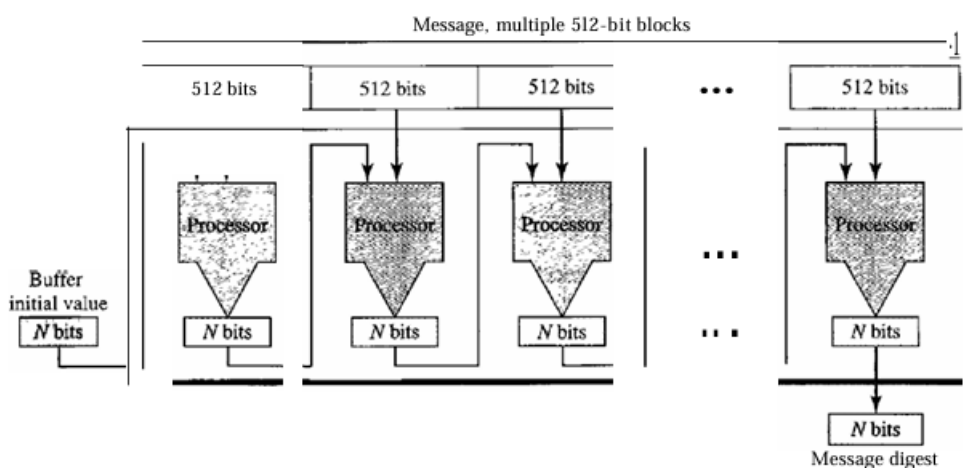 Message, multiple 512-bit blocks
512 bits 512 bits 512 bits ... 512 bits
Processor Processor Processor ... Processor
Buffer
initial value
N bits N bits N bits N bits ... N bits
N bits
Message digest